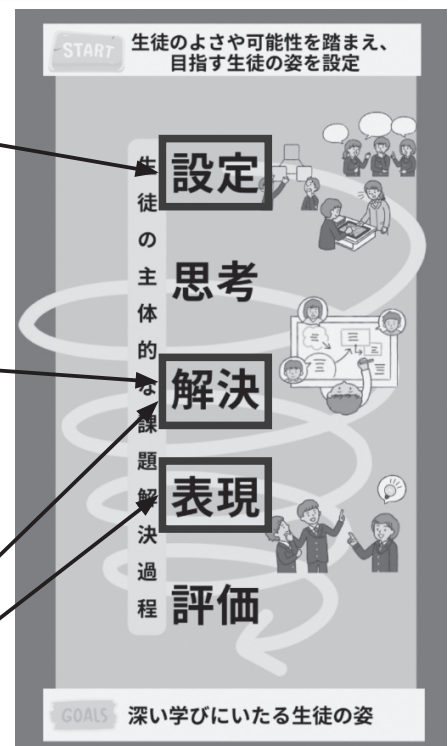 START
生徒のよさや可能性を踏まえ、
目指す生徒の姿を設定
生徒の主体的な課題解決過程
設定
思考
解決
表現
評価
GOALS
深い学びにいたる生徒の姿